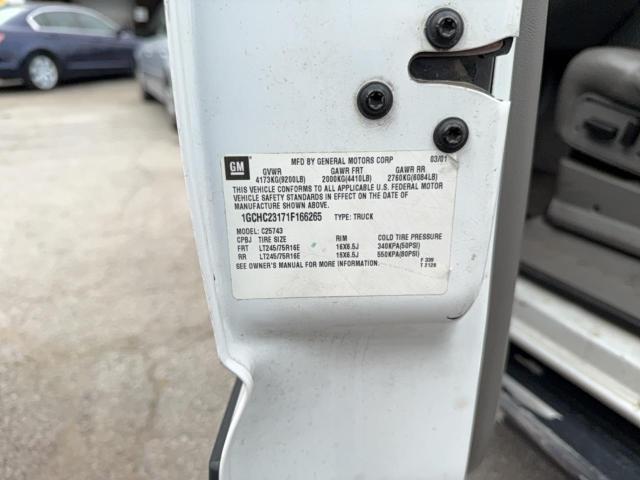 GM MFD BY GENERAL MOTORS CORP 03/01
GVWR GAWR FRT GAWR RR
4173KG(9200LB) 2000KG(4410LB) 2760KG(6084LB)
THIS VEHICLE CONFORMS TO ALL APPLICABLE U.S. FEDERAL MOTOR
VEHICLE SAFETY STANDARDS IN EFFECT ON THE DATE OF
MANUFACTURE SHOWN ABOVE.
1GCHC23171F166265 TYPE: TRUCK
MODEL: C25743
CPBJ TIRE SIZE RIM COLD TIRE PRESSURE
FRT LT245/75R16E 16X6.5J 340KPA(50PSI)
RR LT245/75R16E 16X6.5J 550KPA(80PSI)
SEE OWNER'S MANUAL FOR MORE INFORMATION. F 339
T 2128